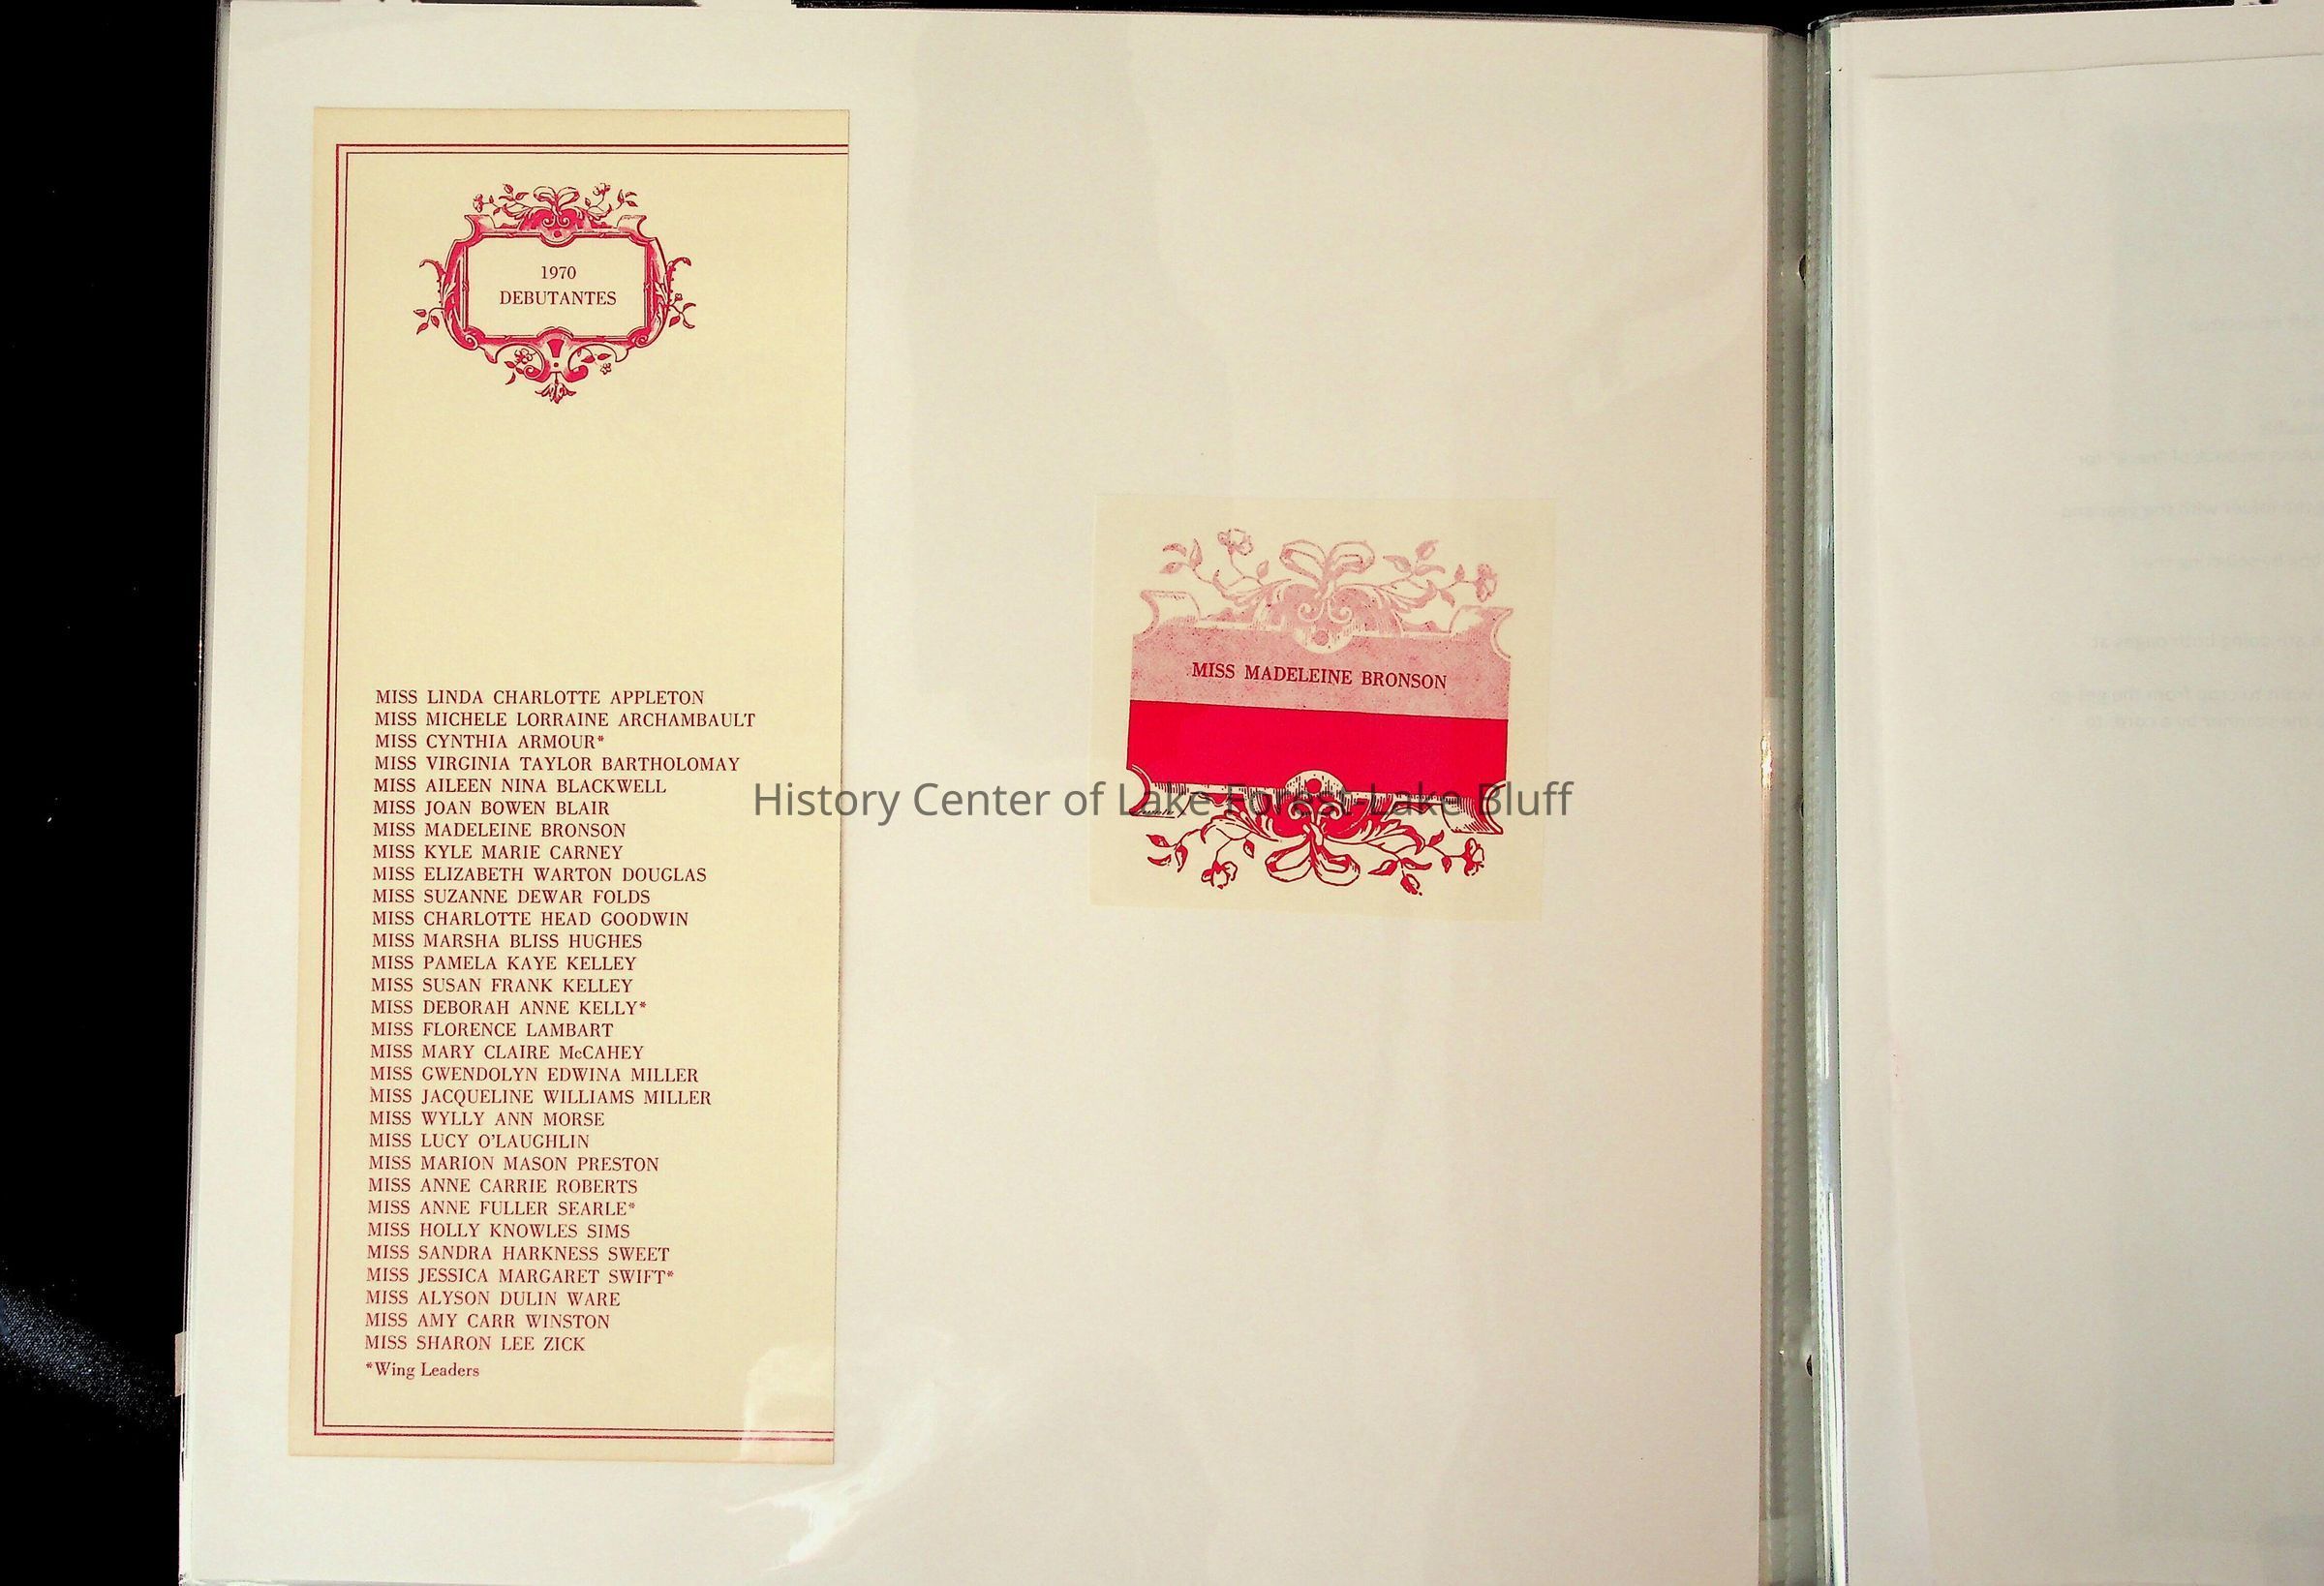 1970
DEBUTANTES
MISS LINDA CHARLOTTE APPLETON
MISS MICHELE LORRAINE ARCHAMBAULT
MISS CYNTHIA ARMOUR*
MISS VIRGINIA TAYLOR BARTHOLOMAY
MISS AILEEN NINA BLACKWELL
MISS JOAN BOWEN BLAIR
MISS MADELEINE BRONSON
MISS KYLE MARIE CARNEY
MISS ELIZABETH WARTON DOUGLAS
MISS SUZANNE DEWAR FOLDS
MISS CHARLOTTE HEAD GOODWIN
MISS MARSHA BLISS HUGHES
MISS PAMELA KAYE KELLEY
MISS SUSAN FRANK KELLEY
MISS DEBORAH ANNE KELLY*
MISS FLORENCE LAMBART
MISS MARY CLAIRE McCAHEY
MISS GWENDOLYN EDWINA MILLER
MISS JACQUELINE WILLIAMS MILLER
MISS WYLLY ANN MORSE
MISS LUCY O'LAUGHLIN
MISS MARION MASON PRESTON
MISS ANNE CARRIE ROBERTS
MISS ANNE FULLER SEARLE*
MISS HOLLY KNOWLES SIMS
MISS SANDRA HARKNESS SWEET
MISS JESSICA MARGARET SWIFT*
MISS ALYSON DULIN WARE
MISS AMY CARR WINSTON
MISS SHARON LEE ZICK
*Wing Leaders
MISS MADELEINE BRONSON
History Center of Lake Forest-Lake Bluff